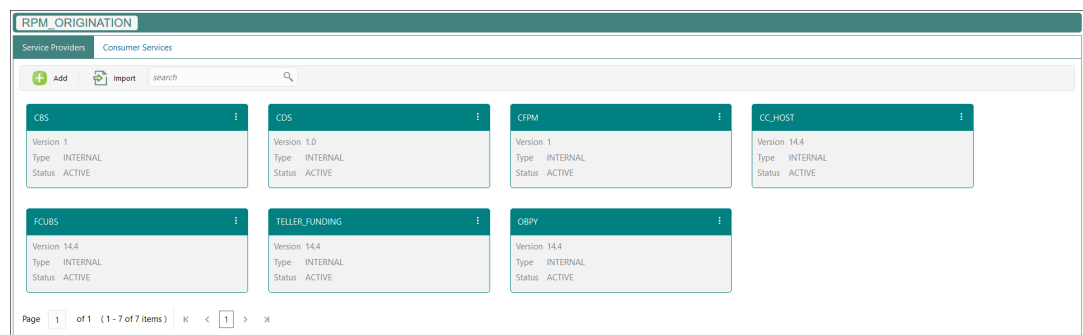 RPM_ORIGINATION
Service Providers Consumer Services
Add Import search
CBS CDS CFPM CC_HOST
Version 1 Version 1.0 Version 1 Version 14.4
Type INTERNAL Type INTERNAL Type INTERNAL Type INTERNAL
Status ACTIVE Status ACTIVE Status ACTIVE Status ACTIVE
FCUBS TELLER_FUNDING OBPY
Version 14.4 Version 14.4 Version 14.4
Type INTERNAL Type INTERNAL Type INTERNAL
Status ACTIVE Status ACTIVE Status ACTIVE
Page 1 of 1 (1 - 7 of 7 items) K < 1 > Ʞ